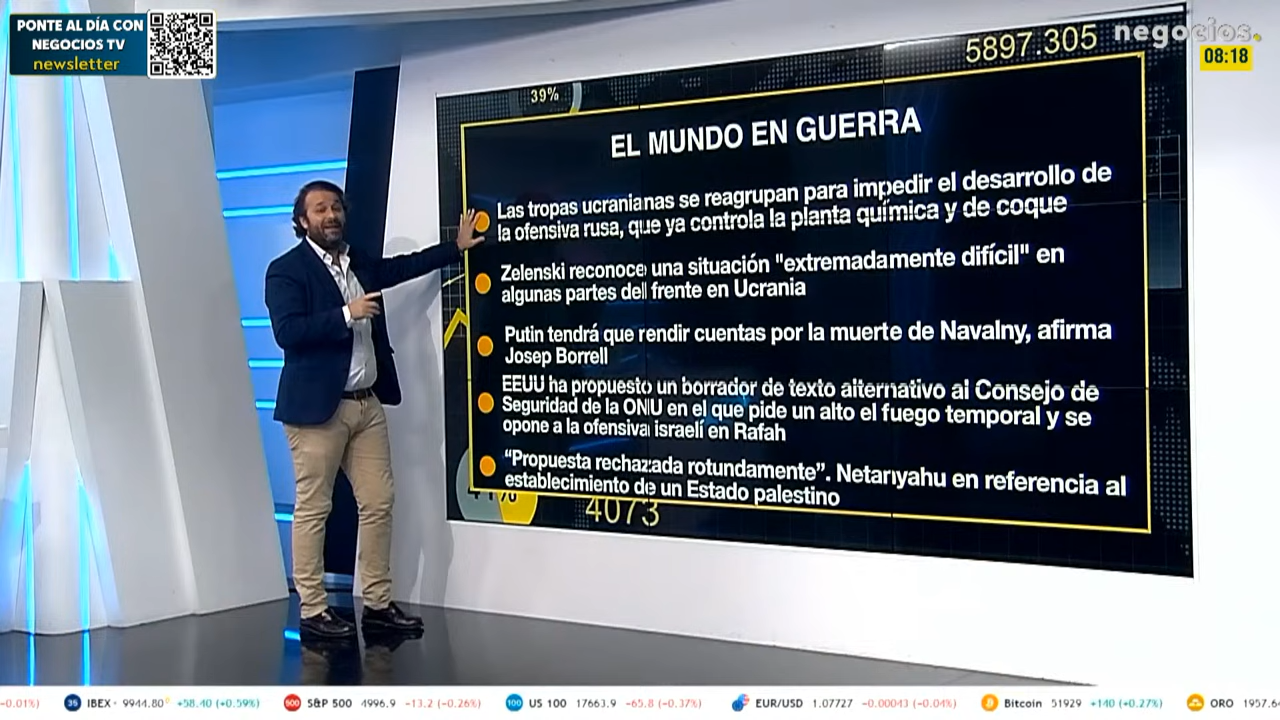 PONTE AL DÍA CON
NEGOCIOS TV
newsletter
negocios.
08:18
5897.305
39%
EL MUNDO EN GUERRA
Las tropas ucranianas se reagrupan para impedir el desarrollo de
la ofensiva rusa, que ya controla la planta química y de coque
Zelenski reconoce una situación "extremadamente difícil" en
algunas partes del frente en Ucrania
Putin tendrá que rendir cuentas por la muerte de Navalny, afirma
Josep Borrell
EEUU ha propuesto un borrador de texto alternativo al Consejo de
Seguridad de la ONU en el que pide un alto el fuego temporal y se
opone a la ofensiva israelí en Rafah
“Propuesta rechazada rotundamente”. Netanyahu en referencia al
establecimiento de un Estado palestino
4073
-0.01%) 35 IBEX 9944.80 +58.40 (+0.59%) 500 S&P 500 4996.9 -13.2 (-0.26%) 100 US 100 17663.9 -65.8 (-0.37%) EUR/USD 1.07727 -0.00043 (-0.04%) Bitcoin 51929 +140 (+0.27%) ORO 1957.6